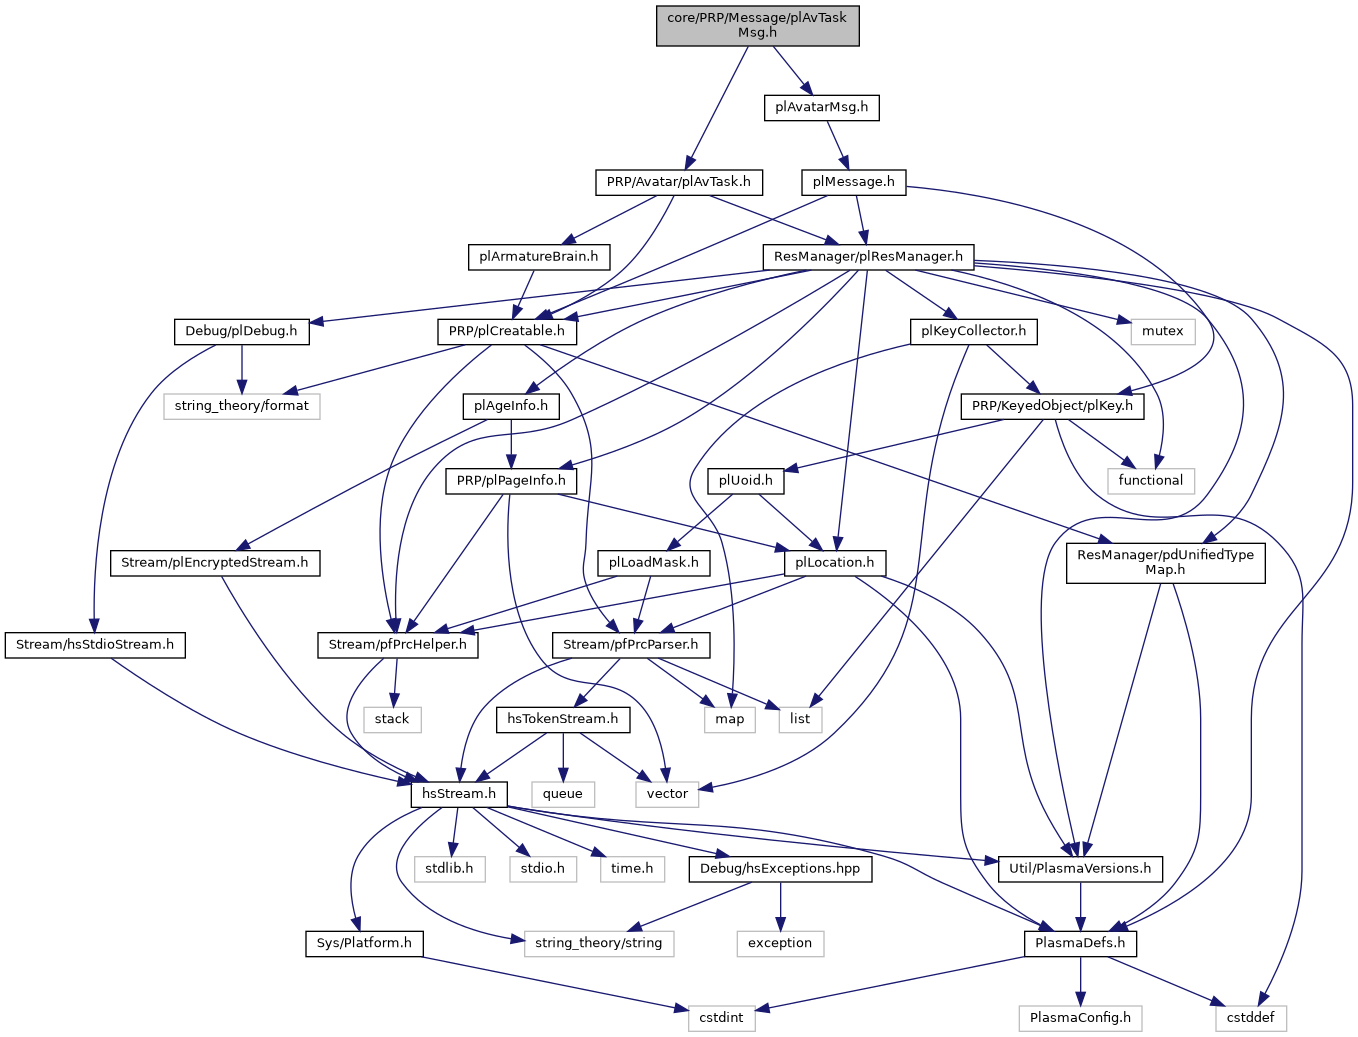 core/PRP/Message/plAvTask
Msg.h
plAvatarMsg.h
PRP/Avatar/plAvTask.h
plMessage.h
plArmatureBrain.h
ResManager/plResManager.h
Debug/plDebug.h
PRP/plCreatable.h
plKeyCollector.h
mutex
string_theory/format
plAgeInfo.h
PRP/KeyedObject/plKey.h
PRP/plPageInfo.h
plUoid.h
functional
Stream/plEncryptedStream.h
plLoadMask.h
plLocation.h
ResManager/pdUnifiedType
Map.h
Stream/hsStdioStream.h
Stream/pfPrcHelper.h
Stream/pfPrcParser.h
stack
hsTokenStream.h
map
list
hsStream.h
queue
vector
stdlib.h
stdio.h
time.h
Debug/hsExceptions.hpp
Util/PlasmaVersions.h
Sys/Platform.h
string_theory/string
exception
PlasmaDefs.h
cstdint
PlasmaConfig.h
cstddef